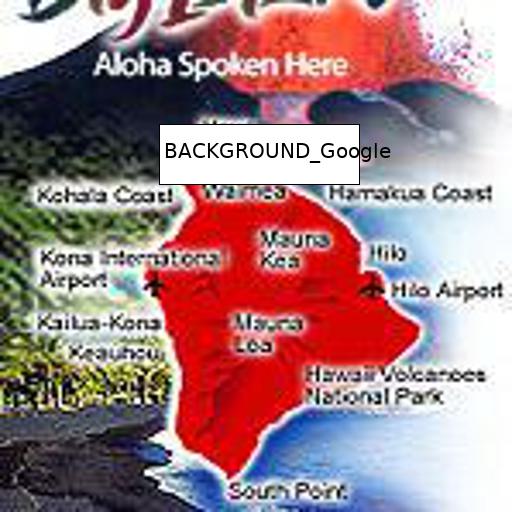 Aloha Spoken Here
BACKGROUND_Google
Kohala Coast
Waimea
Hamakua Coast
Mauna
Kea
Hilo
Kona International
Airport
Hilo Airport
Kailua-Kona
Mauna
Loa
Keauhou
Hawaii Volcanoes
National Park
South Point